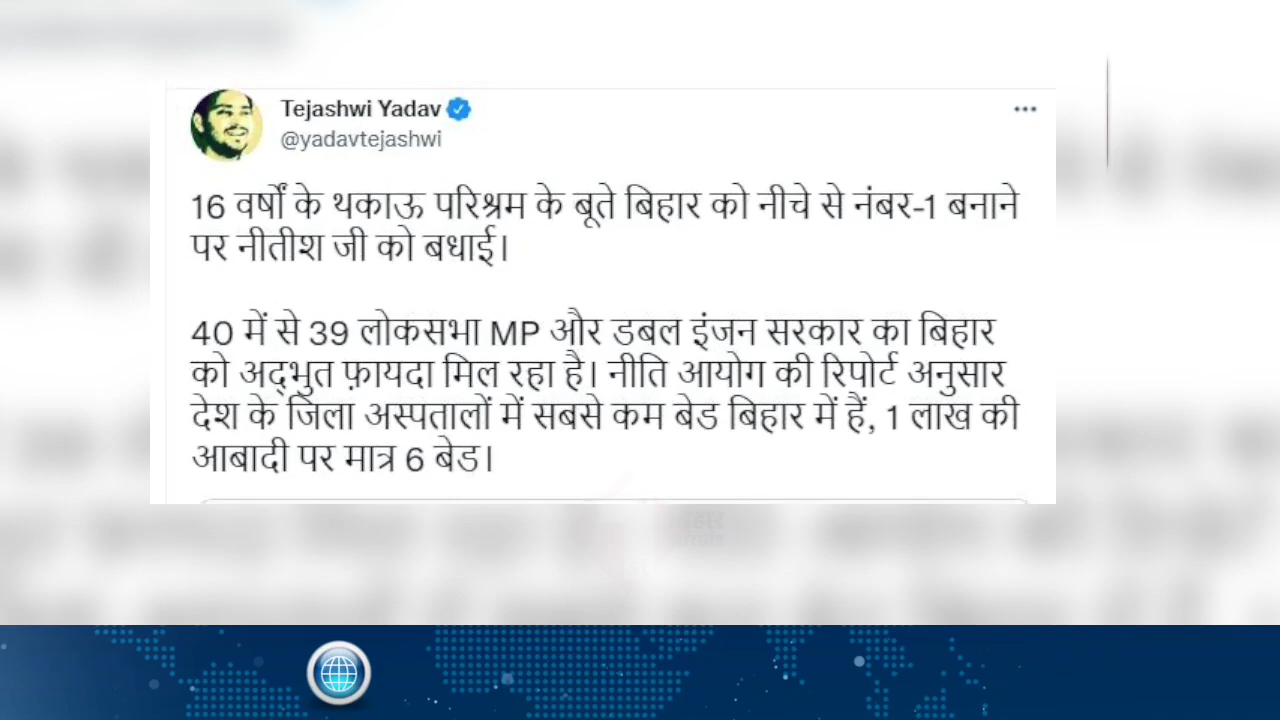 Tejashwi Yadav
@yadavtejashwi
16 वर्षों के थकाऊ परिश्रम के बूते बिहार को नीचे से नंबर-1 बनाने
पर नीतीश जी को बधाई।
40 में से 39 लोकसभा MP और डबल इंजन सरकार का बिहार
को अद्भुत फ़ायदा मिल रहा है। नीति आयोग की रिपोर्ट अनुसार
देश के जिला अस्पतालों में सबसे कम बेड बिहार में हैं, 1 लाख की
आबादी पर मात्र 6 बेड।